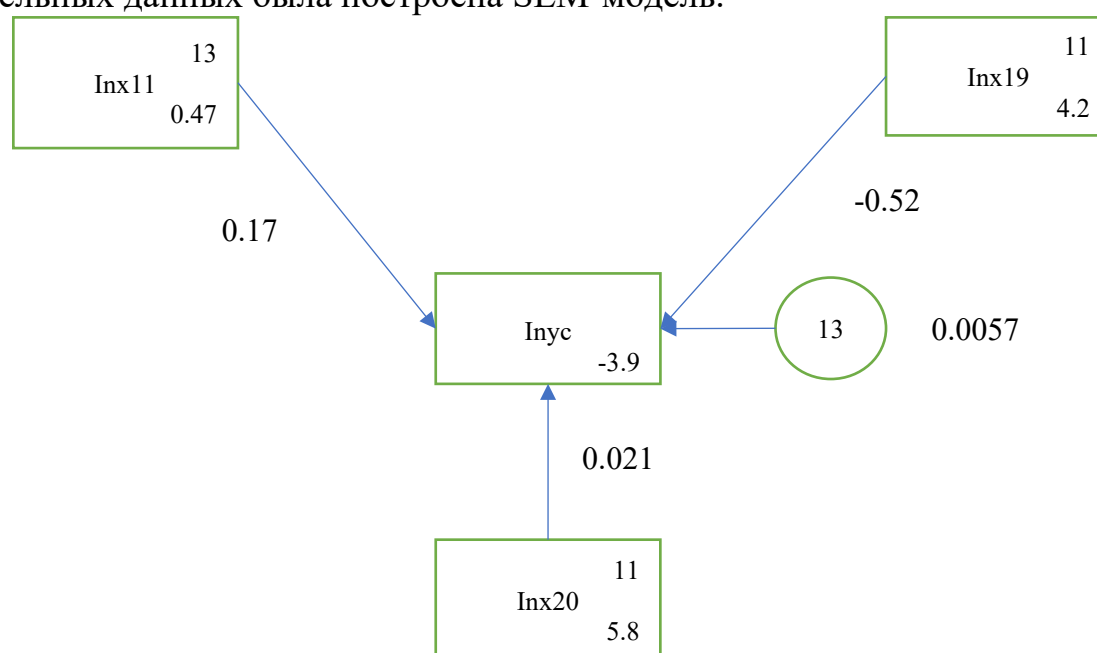 ельных данных была построена SEM-модель.
13
Inx11
0.47
11
Inx19
4.2
0.17
-0.52
Inyc
-3.9
13
0.0057
0.021
11
Inx20
5.8